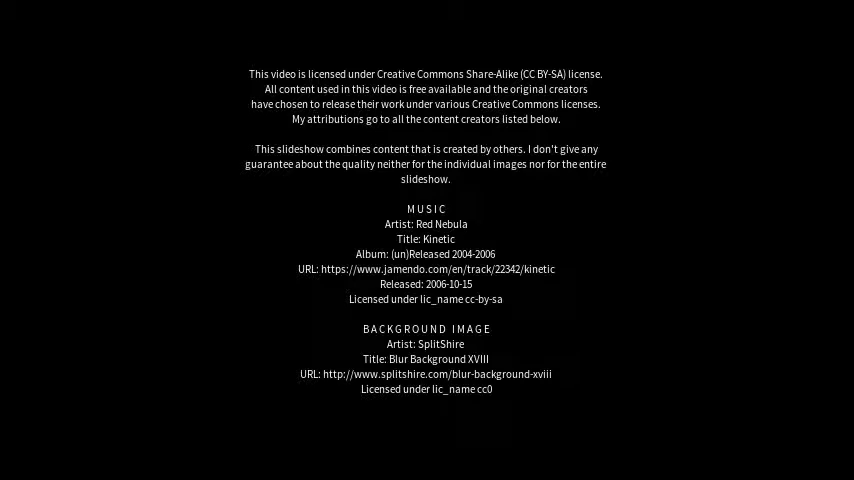 This video is licensed under Creative Commons Share-Alike (CC BY-SA) license.
All content used in this video is free available and the original creators
have chosen to release their work under various Creative Commons licenses.
My attributions go to all the content creators listed below.
This slideshow combines content that is created by others. I don't give any
guarantee about the quality neither for the individual images nor for the entire
slideshow.
MUSIC
Artist: Red Nebula
Title: Kinetic
Album: (un)Released 2004-2006
URL: https://www.jamendo.com/en/track/22342/kinetic
Released: 2006-10-15
Licensed under lic_name cc-by-sa
BACKGROUND IMAGE
Artist: SplitShire
Title: Blur Background XVIII
URL: http://www.splitshire.com/blur-background-xviii
Licensed under lic_name cc0